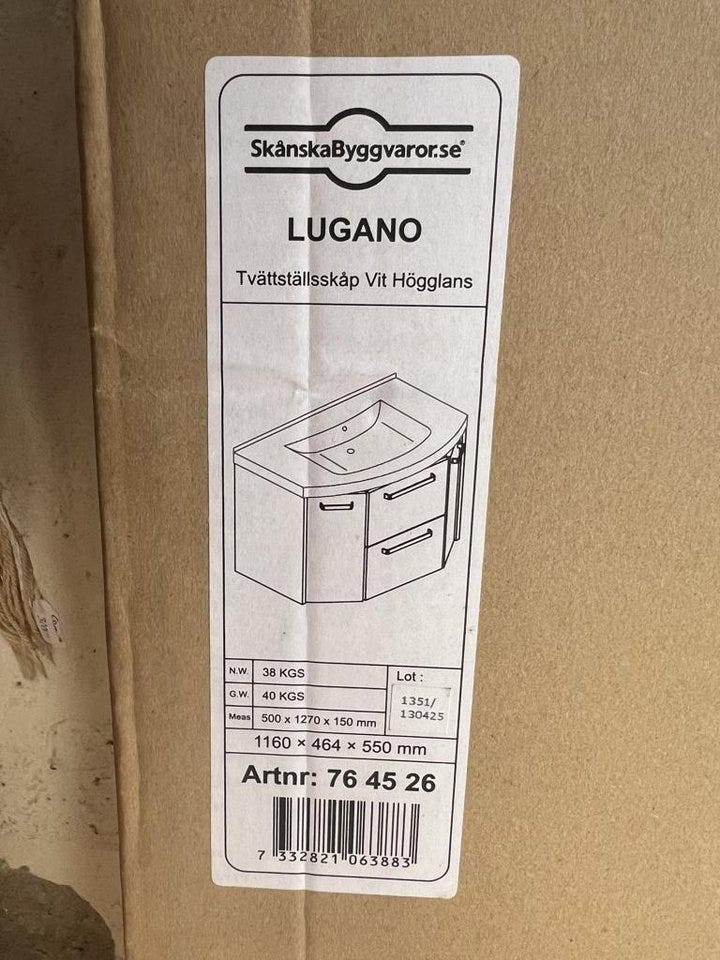 SkånskaByggvaror.se®
LUGANO
Tvättställsskåp Vit Högglans
N.W. 38 KGS
G.W. 40 KGS
Meas 500 x 1270 x 150 mm
Lot :
1351/
130425
1160 × 464 × 550 mm
Artnr: 76 45 26
7 332821 063883